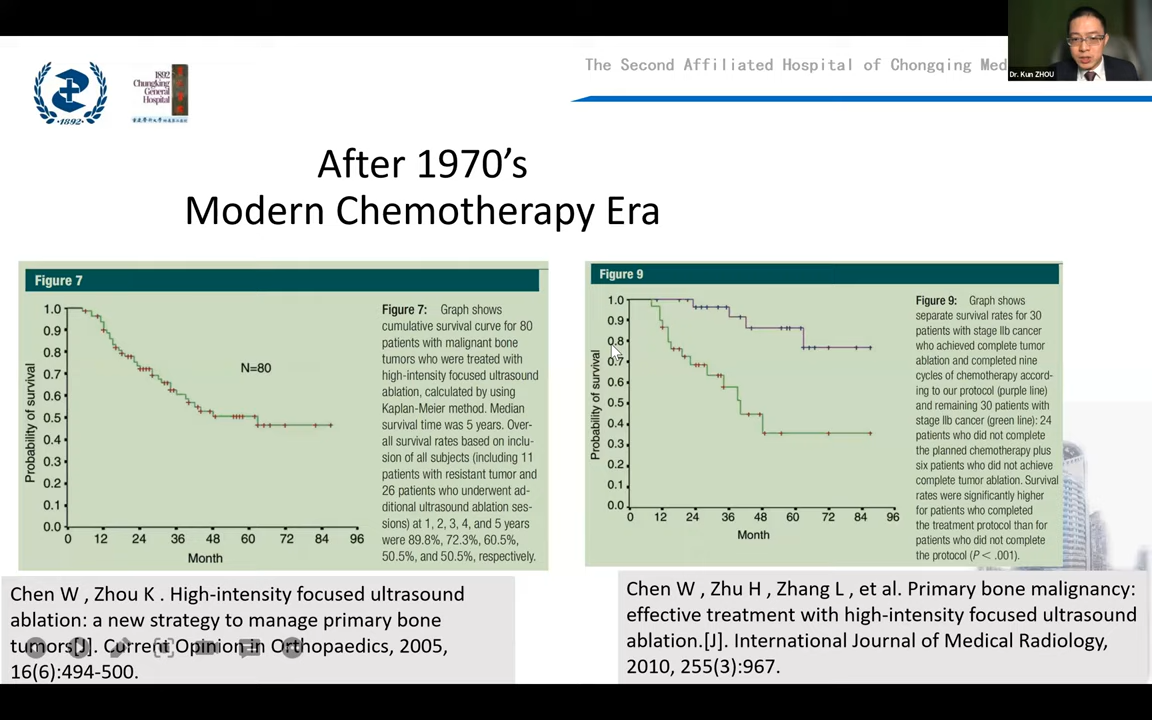 The Second Affiliated Hospital of Chongqing Med
Dr. Kun ZHOU
1892
1892
Chungking
General
Hospital
After 1970’s
Modern Chemotherapy Era
Figure 7
1.0
0.9
0.8
0.7
0.6
0.5
0.4
0.3
0.2
0.1
0.0
0 12 24 36 48 60 72 84 96
Probability of survival
Month
N=80
Figure 7: Graph shows
cumulative survival curve for 80
patients with malignant bone
tumors who were treated with
high-intensity focused ultrasound
ablation, calculated by using
Kaplan-Meier method. Median
survival time was 5 years. Over-
all survival rates based on inclu-
sion of all subjects (including 11
patients with resistant tumor and
26 patients who underwent ad-
ditional ultrasound ablation ses-
sions) at 1, 2, 3, 4, and 5 years
were 89.8%, 72.3%, 60.5%,
50.5%, and 50.5%, respectively.
Figure 9
1.0
0.9
0.8
0.7
0.6
0.5
0.4
0.3
0.2
0.1
0.0
0 12 24 36 48 60 72 84 96
Probability of survival
Month
Figure 9: Graph shows
separate survival rates for 30
patients with stage IIb cancer
who achieved complete tumor
ablation and completed nine
cycles of chemotherapy accord-
ing to our protocol (purple line)
and remaining 30 patients with
stage IIb cancer (green line): 24
patients who did not complete
the planned chemotherapy plus
six patients who did not achieve
complete tumor ablation. Survival
rates were significantly higher
for patients who completed
the treatment protocol than for
patients who did not complete
the protocol (P < .001).
Chen W , Zhou K . High-intensity focused ultrasound
ablation: a new strategy to manage primary bone
tumors[J]. Current Opinion in Orthopaedics, 2005,
16(6):494-500.
Chen W , Zhu H , Zhang L , et al. Primary bone malignancy:
effective treatment with high-intensity focused ultrasound
ablation.[J]. International Journal of Medical Radiology,
2010, 255(3):967.